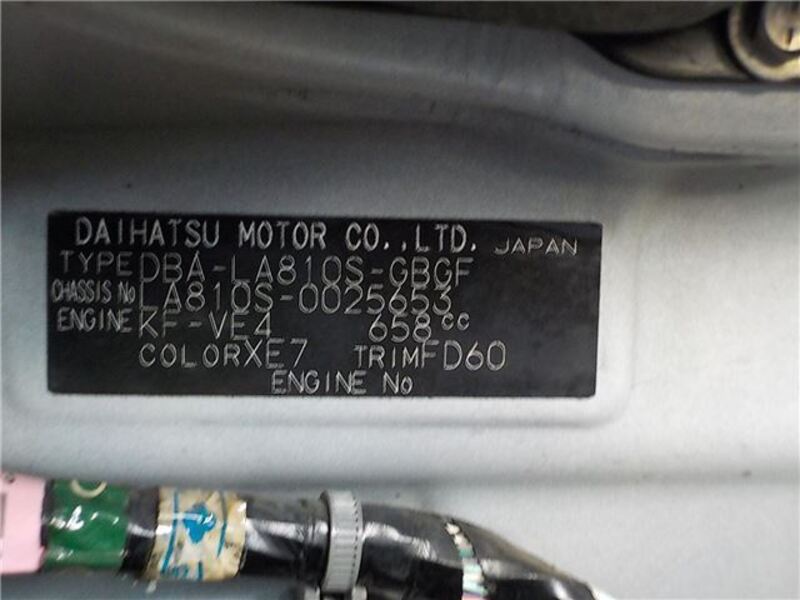 DAIHATSU MOTOR CO.,LTD. JAPAN
TYPE DBA-LA810S-GBGF
CHASSIS No LA810S-0025653
ENGINE KF-VE4 658cc
COLOR XE7 TRIM FD60
ENGINE No